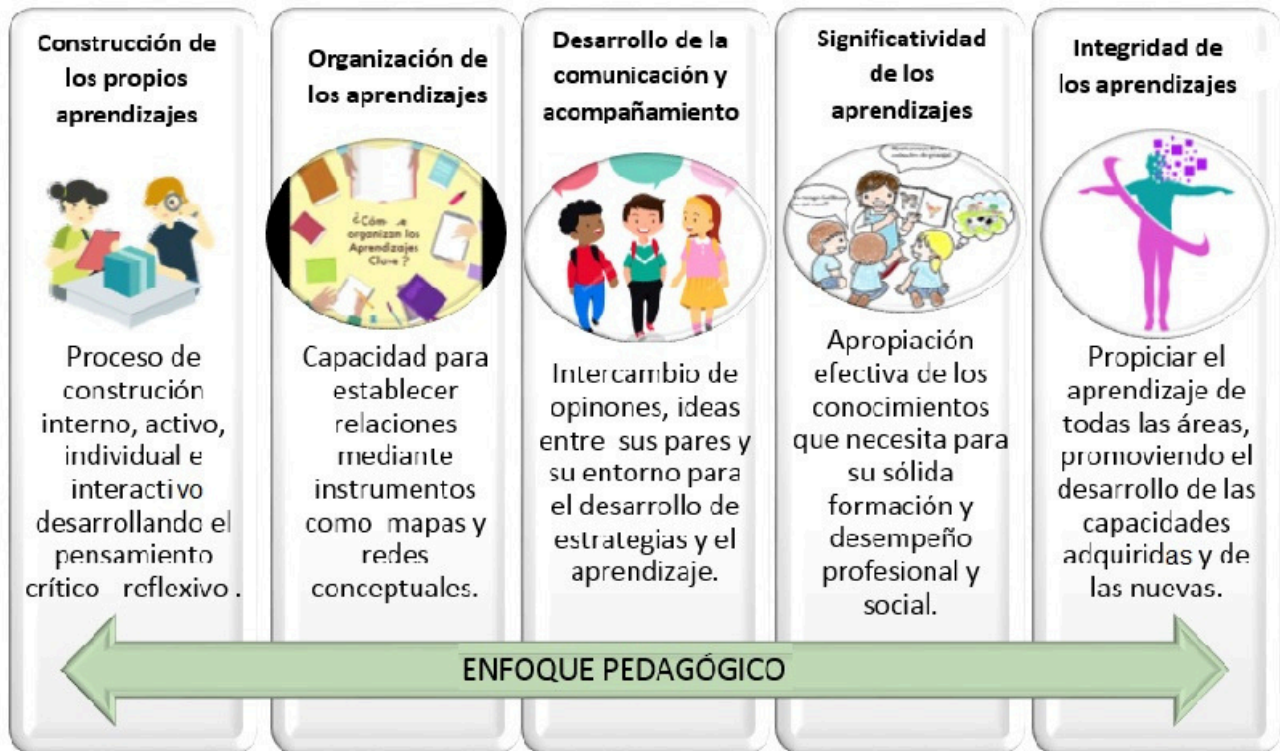 Construcción de
los propios
aprendizajes
Proceso de
construción
interno, activo,
individual e
interactivo
desarrollando el
pensamiento
crítico reflexivo.
Organización de
los aprendizajes
¿Cómo se
organizan los
Aprendizajes
Clave?
Capacidad para
establecer
relaciones
mediante
instrumentos
como mapas y
redes
conceptuales.
Desarrollo de la
comunicación y
acompañamiento
Intercambio de
opinones, ideas
entre sus pares y
su entorno para
el desarrollo de
estrategias y el
aprendizaje.
Significatividad
de los
aprendizajes
Apropiación
efectiva de los
conocimientos
que necesita para
su sólida
formación y
desempeño
profesional y
social.
Integridad de
los aprendizajes
Propiciar el
aprendizaje de
todas las áreas,
promoviendo el
desarrollo de las
capacidades
adquiridas y de
las nuevas.
ENFOQUE PEDAGÓGICO